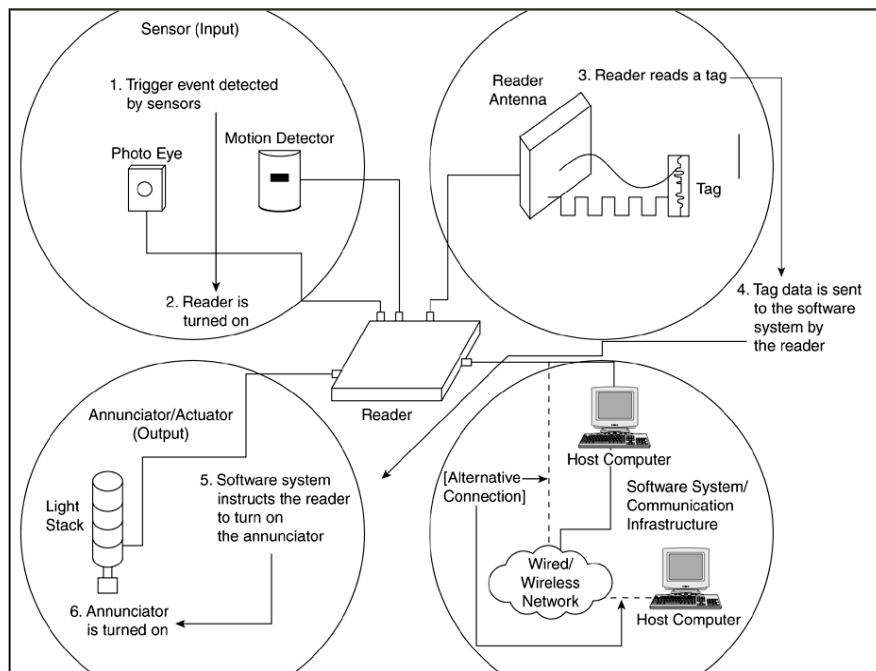 Sensor (Input)
1. Trigger event detected
by sensors
Photo Eye
Motion Detector
2. Reader is
turned on
Reader
Antenna
3. Reader reads a tag
Tag
4. Tag data is sent
to the software
system by
the reader
Reader
Annunciator/Actuator
(Output)
Light
Stack
5. Software system
instructs the reader
to turn on
the annunciator
6. Annunciator
is turned on
Host Computer
[Alternative
Connection]
Software System/
Communication
Infrastructure
Wired/
Wireless
Network
Host Computer